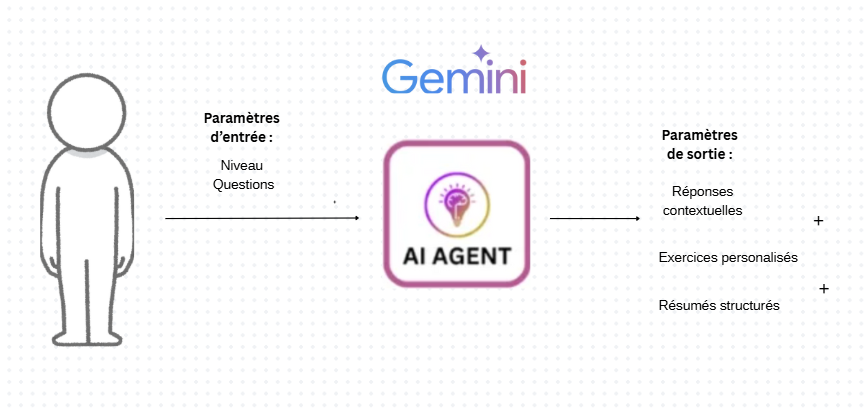 Gemini
Paramètres
d'entrée :
Niveau
Questions
AI AGENT
Paramètres
de sortie :
Réponses
contextuelles
+
Exercices personalisés
+
Résumés structurés